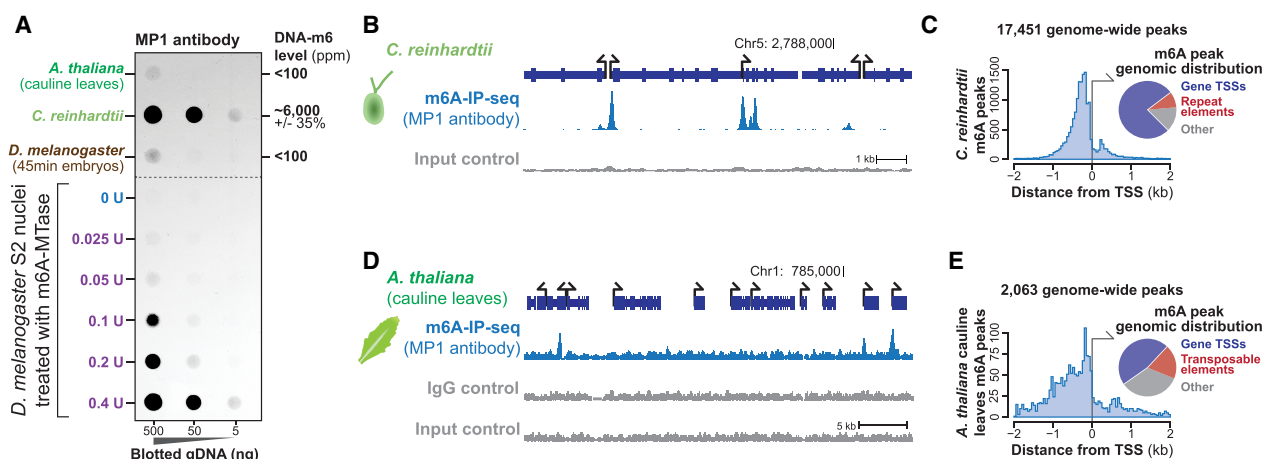 A
MP1 antibody
DNA-m6
level (ppm)
A. thaliana
(cauline leaves)
<100
C. reinhardtii
~6,000
+/- 35%
D. melanogaster
(45min embryos)
<100
D. melanogaster S2 nuclei
treated with m6A-MTase
0 U
0.025 U
0.05 U
0.1 U
0.2 U
0.4 U
500 50 5
Blotted gDNA (ng)
B
C. reinhardtii
Chr5: 2,788,000
m6A-IP-seq
(MP1 antibody)
Input control
1 kb
C
17,451 genome-wide peaks
C. reinhardtii
m6A peaks
0 500 1000 1500
m6A peak
genomic distribution
Gene TSSs
Repeat
elements
Other
−2 −1 0 1 2
Distance from TSS (kb)
D
A. thaliana
(cauline leaves)
Chr1: 785,000
m6A-IP-seq
(MP1 antibody)
IgG control
Input control
5 kb
E
2,063 genome-wide peaks
A. thaliana cauline
leaves m6A peaks
0 25 50 75 100
m6A peak
genomic distribution
Gene TSSs
Transposable
elements
Other
−2 −1 0 1 2
Distance from TSS (kb)